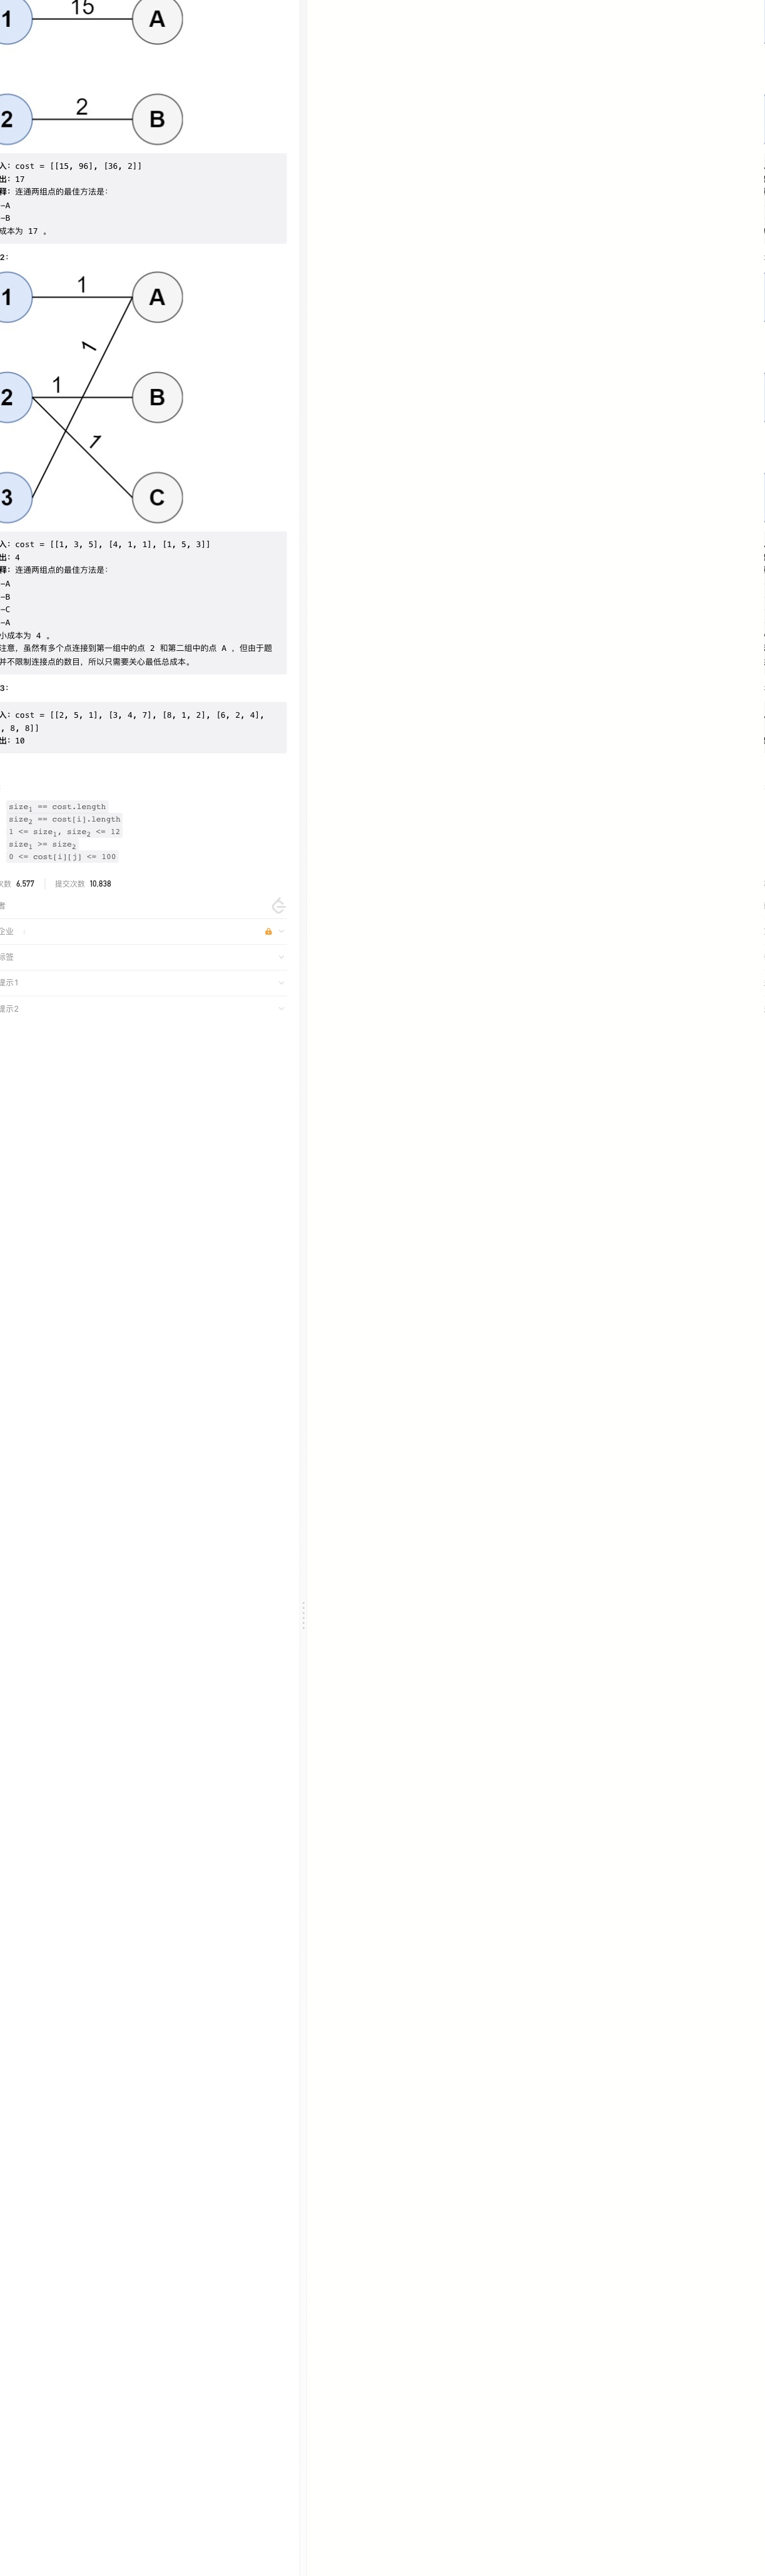 1 15 A
2 2 B
入：cost = [[15, 96], [36, 2]]
出：17
释：连通两组点的最佳方法是：
-A
-B
成本为 17 。
2：
1 1 A
1
2 1 B
1
3 C
入：cost = [[1, 3, 5], [4, 1, 1], [1, 5, 3]]
出：4
释：连通两组点的最佳方法是：
-A
-B
-C
-A
小成本为 4 。
注意，虽然有多个点连接到第一组中的点 2 和第二组中的点 A ，但由于题
并不限制连接点的数目，所以只需要关心最低总成本。
3：
入：cost = [[2, 5, 1], [3, 4, 7], [8, 1, 2], [6, 2, 4],
, 8, 8]]
出：10
size1 == cost.length
size2 == cost[i].length
1 <= size1, size2 <= 12
size1 >= size2
0 <= cost[i][j] <= 100
次数 6,577 提交次数 10,838
者
企业
标签
提示1
提示2